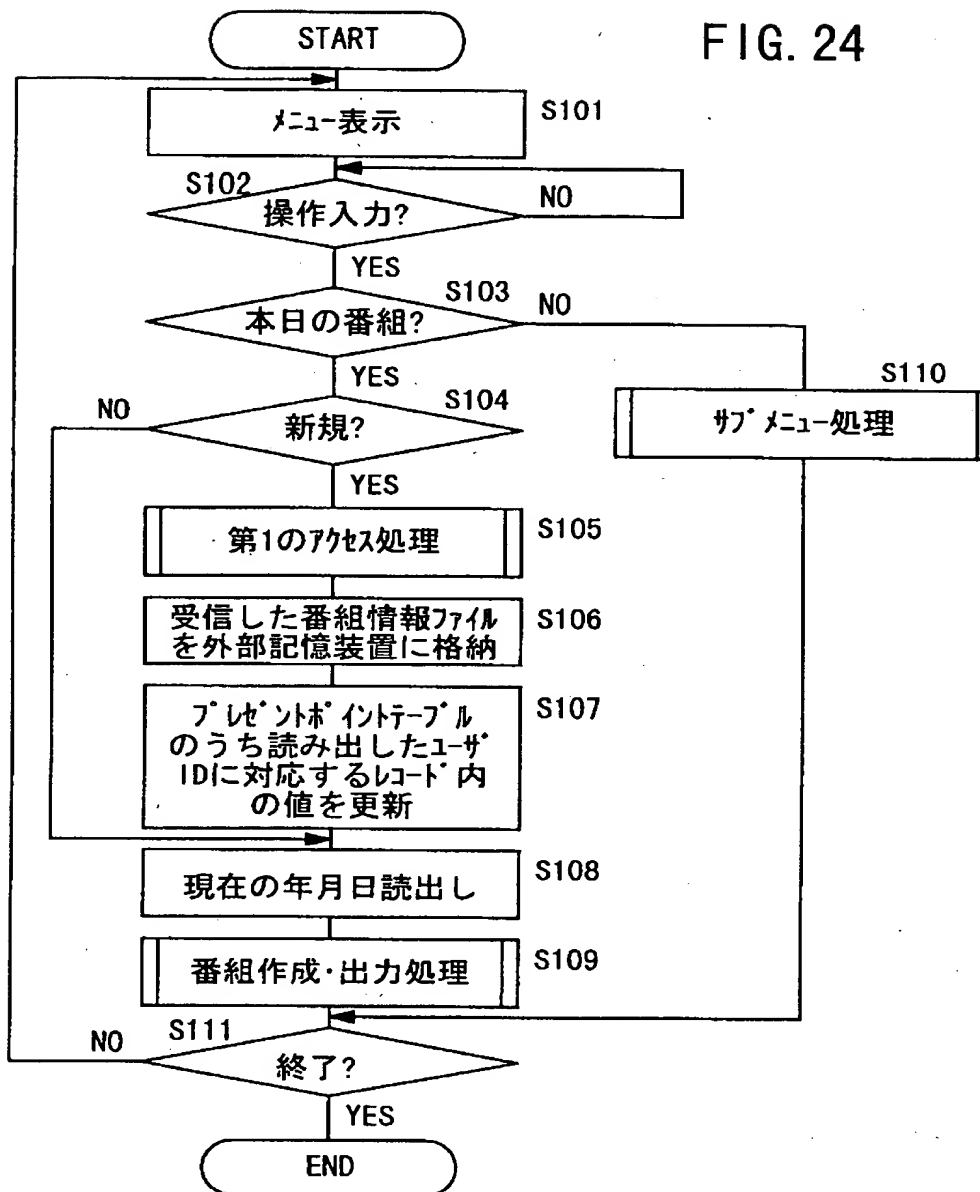 FIG. 24
START
メニュー表示
S101
S102
操作入力?
NO
YES
S103
本日の番組?
NO
YES
S104
新規?
NO
YES
S110
サブメニュー処理
第1のアクセス処理
S105
受信した番組情報ファイル
を外部記憶装置に格納
S106
プレゼントポイントテーブル
のうち読み出したユーザ
IDに対応するレコード内
の値を更新
S107
現在の年月日読出し
S108
番組作成・出力処理
S109
S111
終了?
NO
YES
END